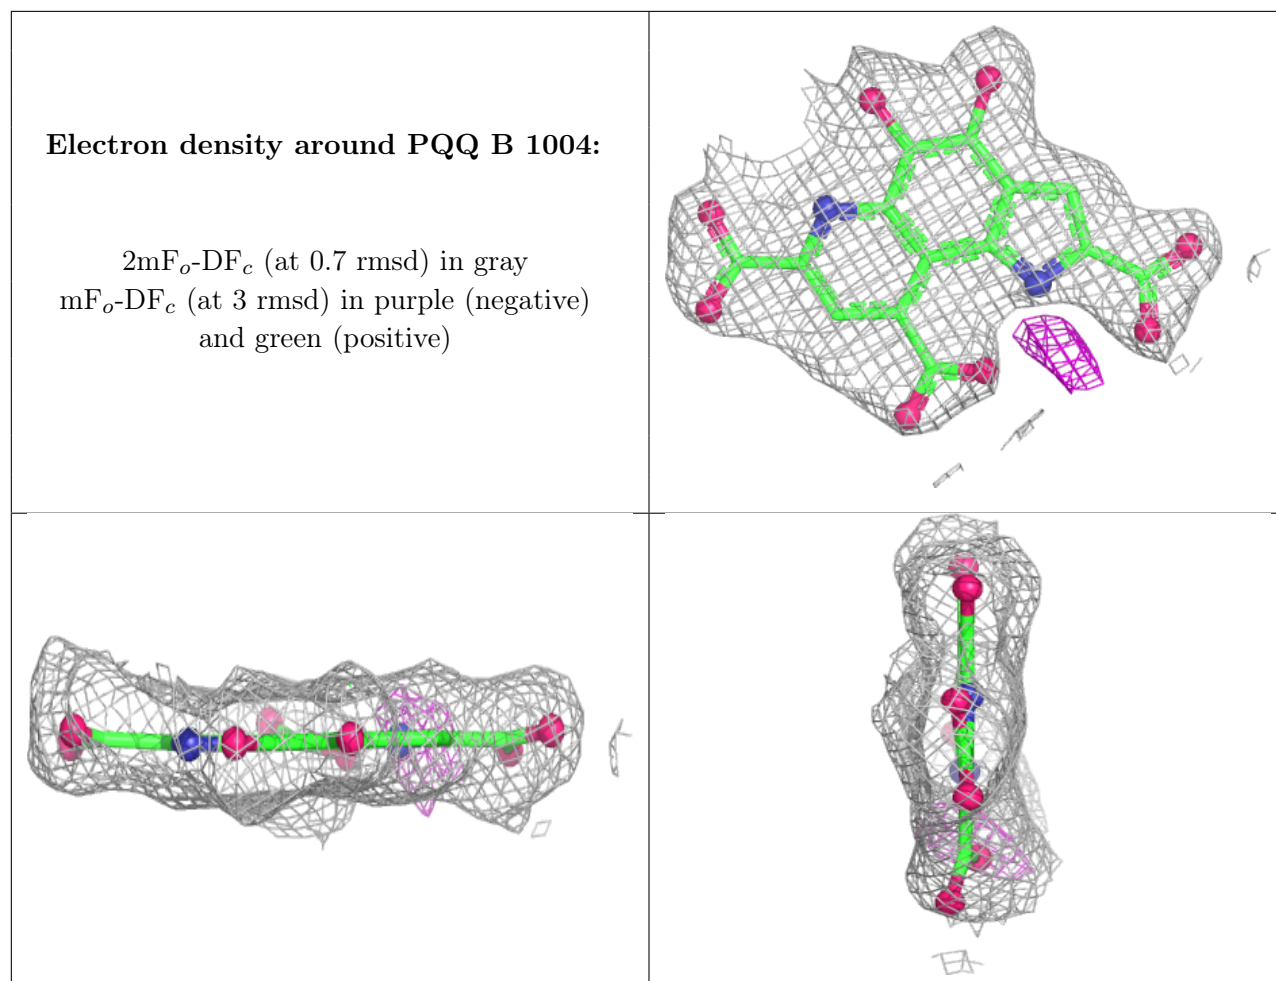 Electron density around PQQ B 1004:
2mFₒ-DF𝒸 (at 0.7 rmsd) in gray
mFₒ-DF𝒸 (at 3 rmsd) in purple (negative)
and green (positive)